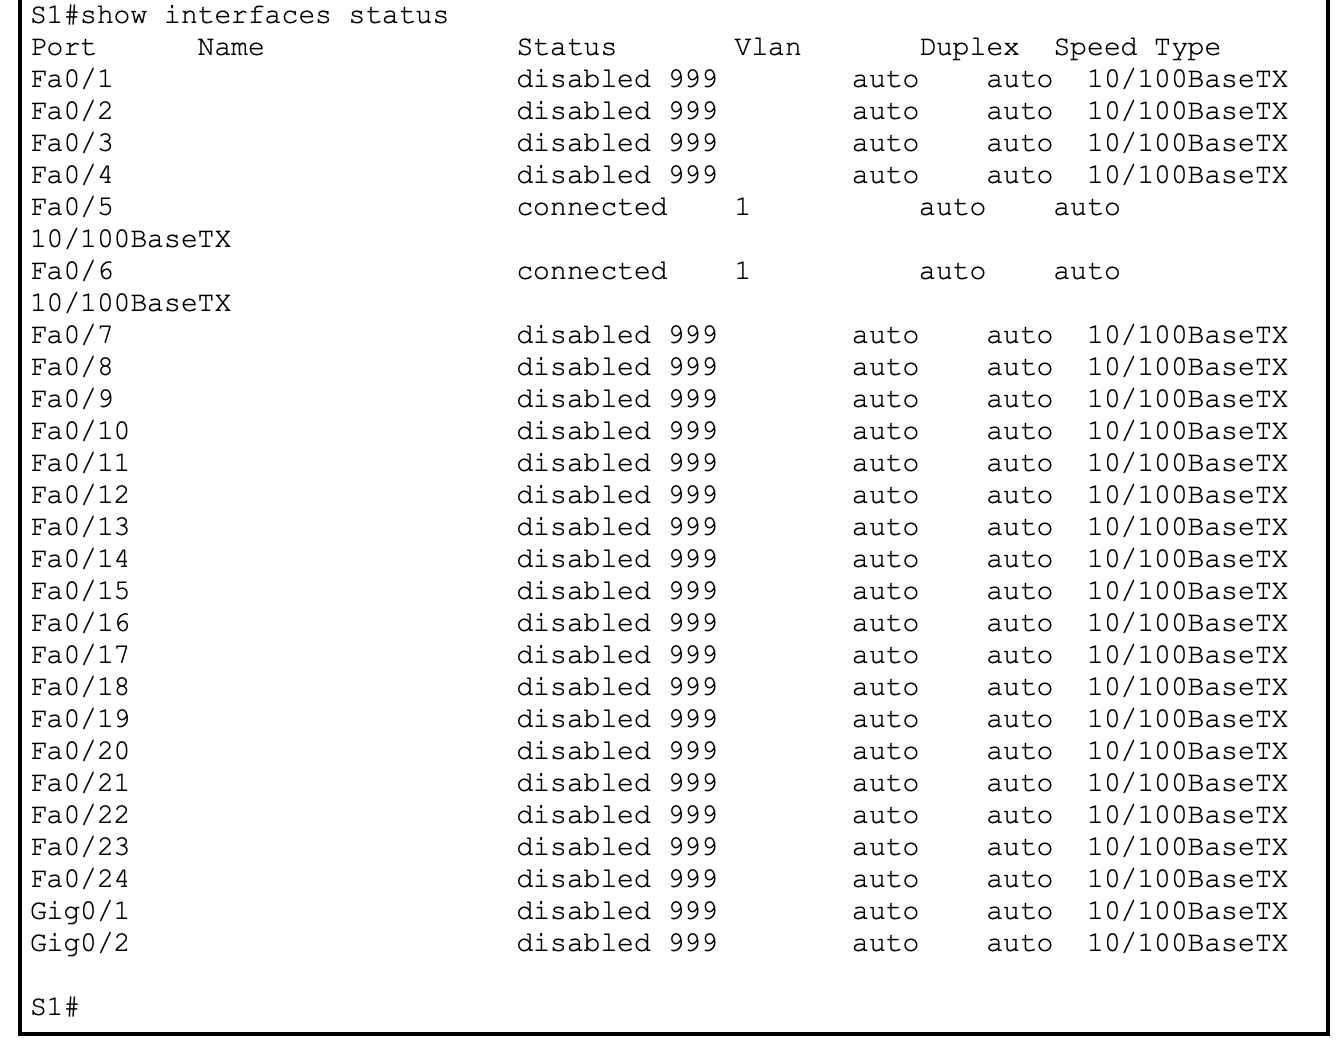 S1#show interfaces status
Port      Name               Status       Vlan       Duplex  Speed Type
Fa0/1                        disabled 999        auto    auto  10/100BaseTX
Fa0/2                        disabled 999        auto    auto  10/100BaseTX
Fa0/3                        disabled 999        auto    auto  10/100BaseTX
Fa0/4                        disabled 999        auto    auto  10/100BaseTX
Fa0/5                        connected    1          auto    auto
10/100BaseTX
Fa0/6                        connected    1          auto    auto
10/100BaseTX
Fa0/7                        disabled 999        auto    auto  10/100BaseTX
Fa0/8                        disabled 999        auto    auto  10/100BaseTX
Fa0/9                        disabled 999        auto    auto  10/100BaseTX
Fa0/10                       disabled 999        auto    auto  10/100BaseTX
Fa0/11                       disabled 999        auto    auto  10/100BaseTX
Fa0/12                       disabled 999        auto    auto  10/100BaseTX
Fa0/13                       disabled 999        auto    auto  10/100BaseTX
Fa0/14                       disabled 999        auto    auto  10/100BaseTX
Fa0/15                       disabled 999        auto    auto  10/100BaseTX
Fa0/16                       disabled 999        auto    auto  10/100BaseTX
Fa0/17                       disabled 999        auto    auto  10/100BaseTX
Fa0/18                       disabled 999        auto    auto  10/100BaseTX
Fa0/19                       disabled 999        auto    auto  10/100BaseTX
Fa0/20                       disabled 999        auto    auto  10/100BaseTX
Fa0/21                       disabled 999        auto    auto  10/100BaseTX
Fa0/22                       disabled 999        auto    auto  10/100BaseTX
Fa0/23                       disabled 999        auto    auto  10/100BaseTX
Fa0/24                       disabled 999        auto    auto  10/100BaseTX
Gig0/1                       disabled 999        auto    auto  10/100BaseTX
Gig0/2                       disabled 999        auto    auto  10/100BaseTX
S1#